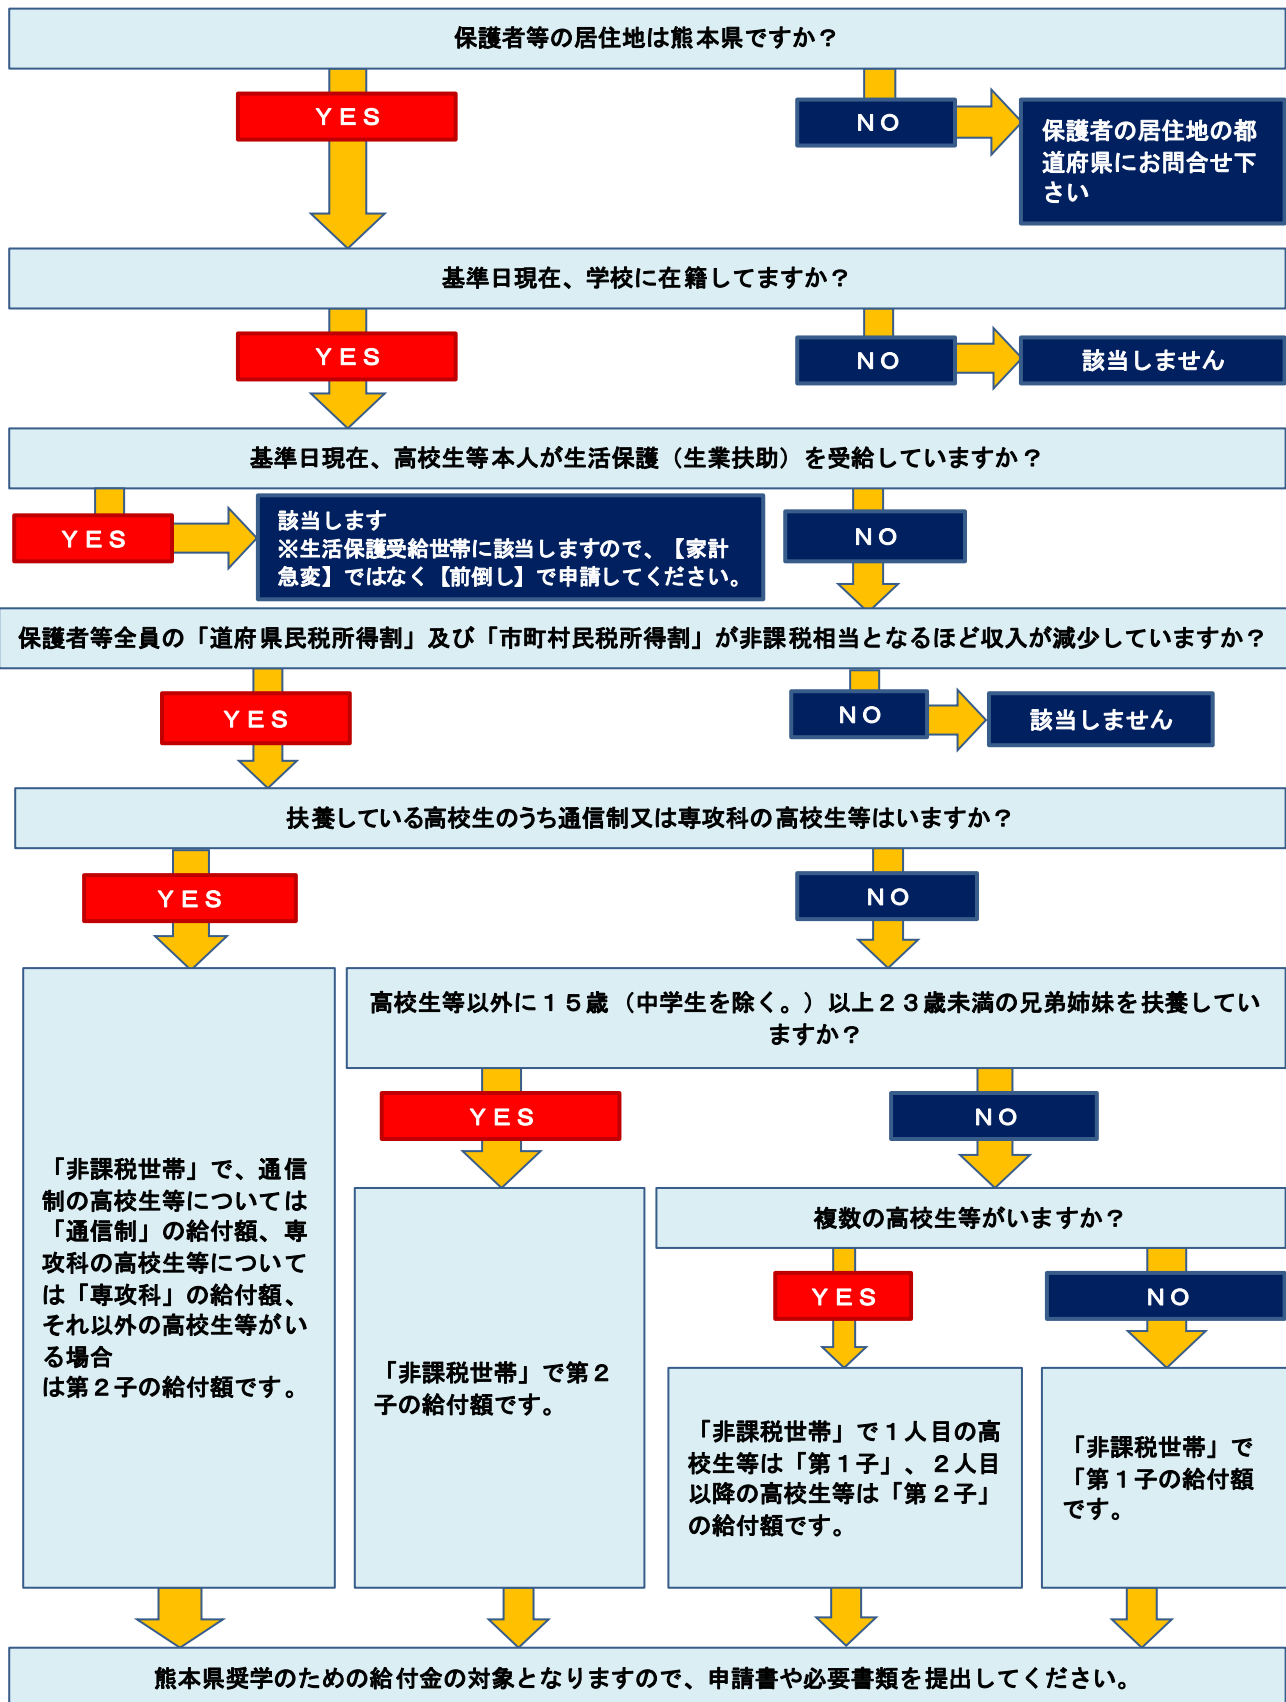 保護者等の居住地は熊本県ですか？
ＹＥＳ
ＮＯ
保護者の居住地の都
道府県にお問合せ下
さい
基準日現在、学校に在籍してますか？
ＹＥＳ
ＮＯ
該当しません
基準日現在、高校生等本人が生活保護（生業扶助）を受給していますか？
ＹＥＳ
該当します
※生活保護受給世帯に該当しますので、【家計
急変】ではなく【前倒し】で申請してください。
ＮＯ
保護者等全員の「道府県民税所得割」及び「市町村民税所得割」が非課税相当となるほど収入が減少していますか？
ＹＥＳ
ＮＯ
該当しません
扶養している高校生のうち通信制又は専攻科の高校生等はいますか？
ＹＥＳ
ＮＯ
高校生等以外に１５歳（中学生を除く。）以上２３歳未満の兄弟姉妹を扶養してい
ますか？
ＹＥＳ
ＮＯ
「非課税世帯」で、通信
制の高校生等については
「通信制」の給付額、専
攻科の高校生等について
は「専攻科」の給付額、
それ以外の高校生等がい
る場合
は第２子の給付額です。
複数の高校生等がいますか？
ＹＥＳ
ＮＯ
「非課税世帯」で第２
子の給付額です。
「非課税世帯」で１人目の高
校生等は「第１子」、２人目
以降の高校生等は「第２子」
の給付額です。
「非課税世帯」で
「第１子の給付額
です。
熊本県奨学のための給付金の対象となりますので、申請書や必要書類を提出してください。